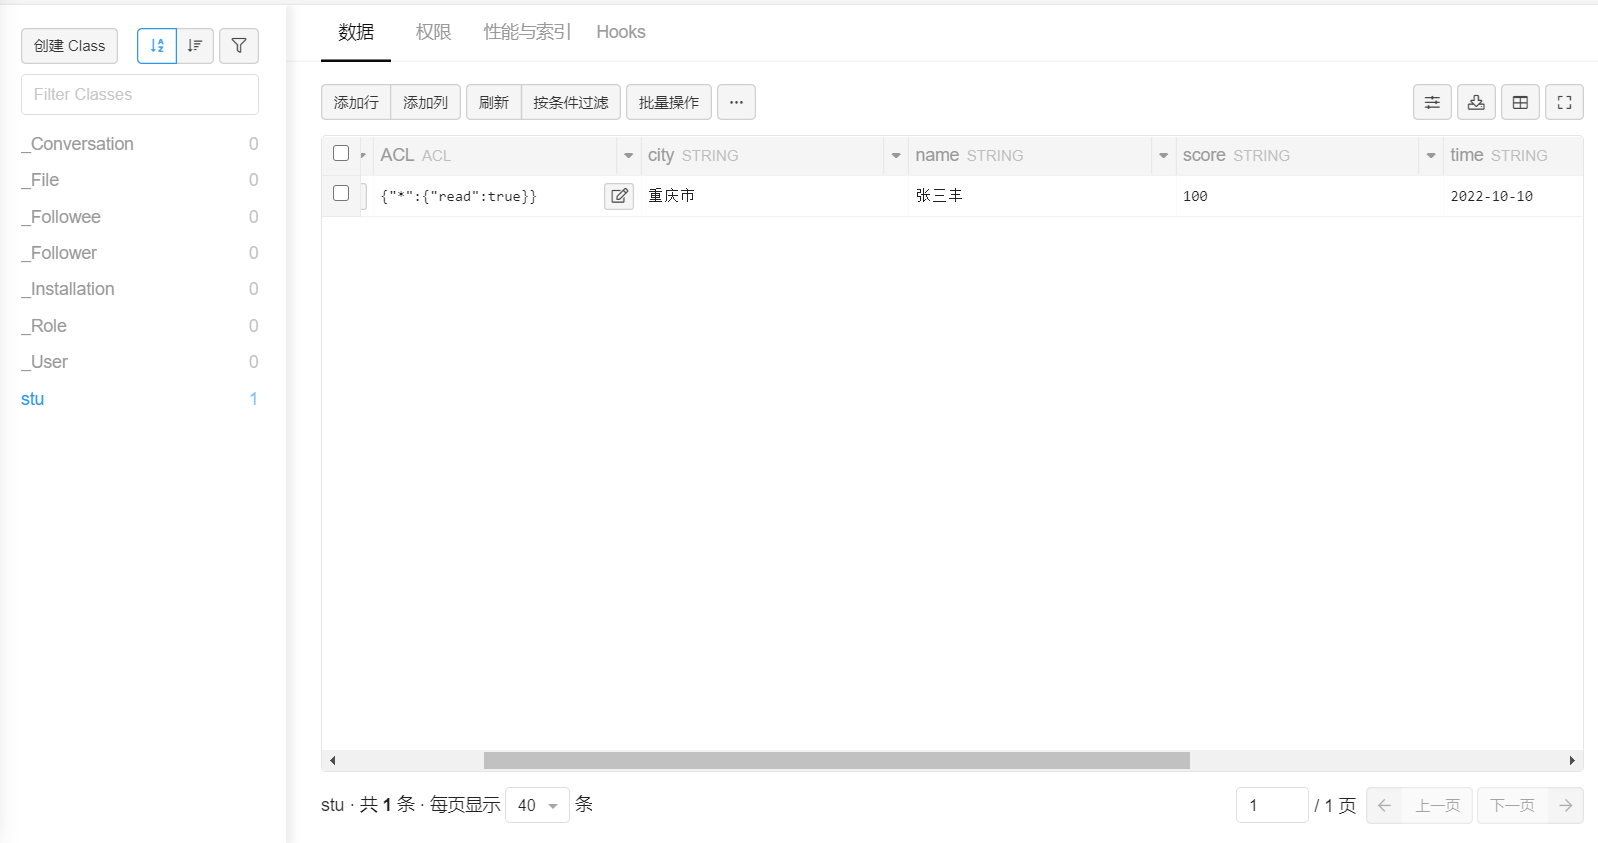 创建 Class
Filter Classes
_Conversation 0
_File 0
_Followee 0
_Follower 0
_Installation 0
_Role 0
_User 0
stu 1
数据 权限 性能与索引 Hooks
添加行 添加列 刷新 按条件过滤 批量操作 ···
ACL ACL city STRING name STRING score STRING time STRING
{"*":{"read":true}} 重庆市 张三丰 100 2022-10-10
stu · 共 1 条 · 每页显示 40 条 1 / 1 页 上一页 下一页